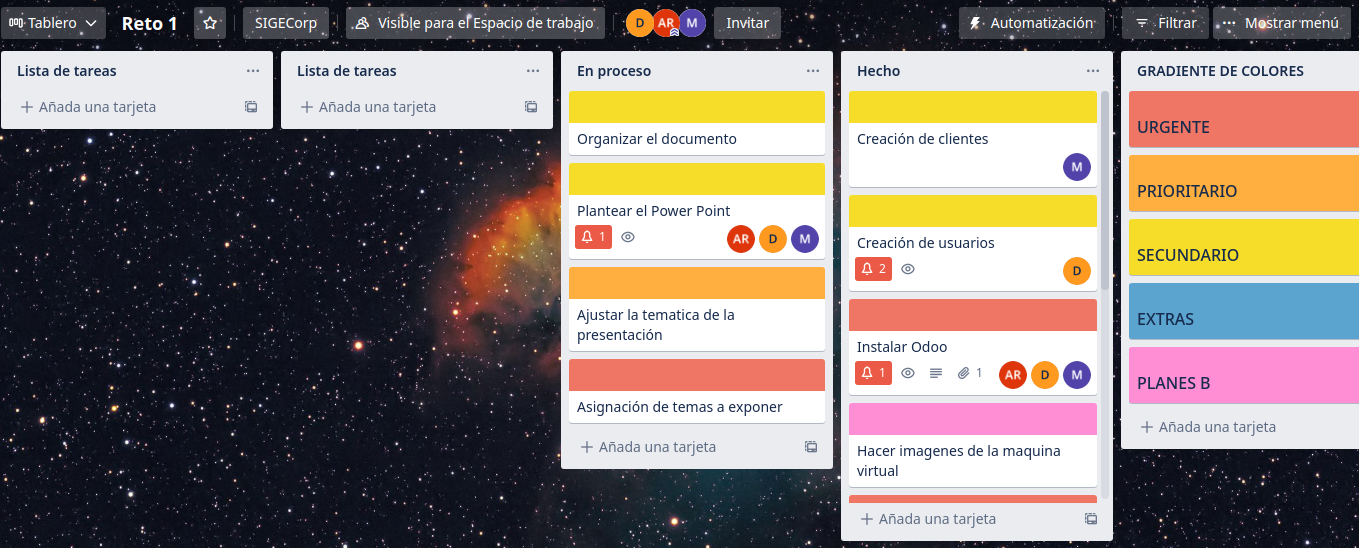 Tablero
Reto 1
SIGECorp
Visible para el Espacio de trabajo
D
AR
M
Invitar
Automatización
Filtrar
Mostrar menú
Lista de tareas
Añada una tarjeta
Lista de tareas
Añada una tarjeta
En proceso
Organizar el documento
Plantear el Power Point
1
AR
D
M
Ajustar la tematica de la
presentación
Asignación de temas a exponer
Añada una tarjeta
Hecho
Creación de clientes
M
Creación de usuarios
2
D
Instalar Odoo
1
1
AR
D
M
Hacer imagenes de la maquina
virtual
Añada una tarjeta
GRADIENTE DE COLORES
URGENTE
PRIORITARIO
SECUNDARIO
EXTRAS
PLANES B
Añada una tarjeta